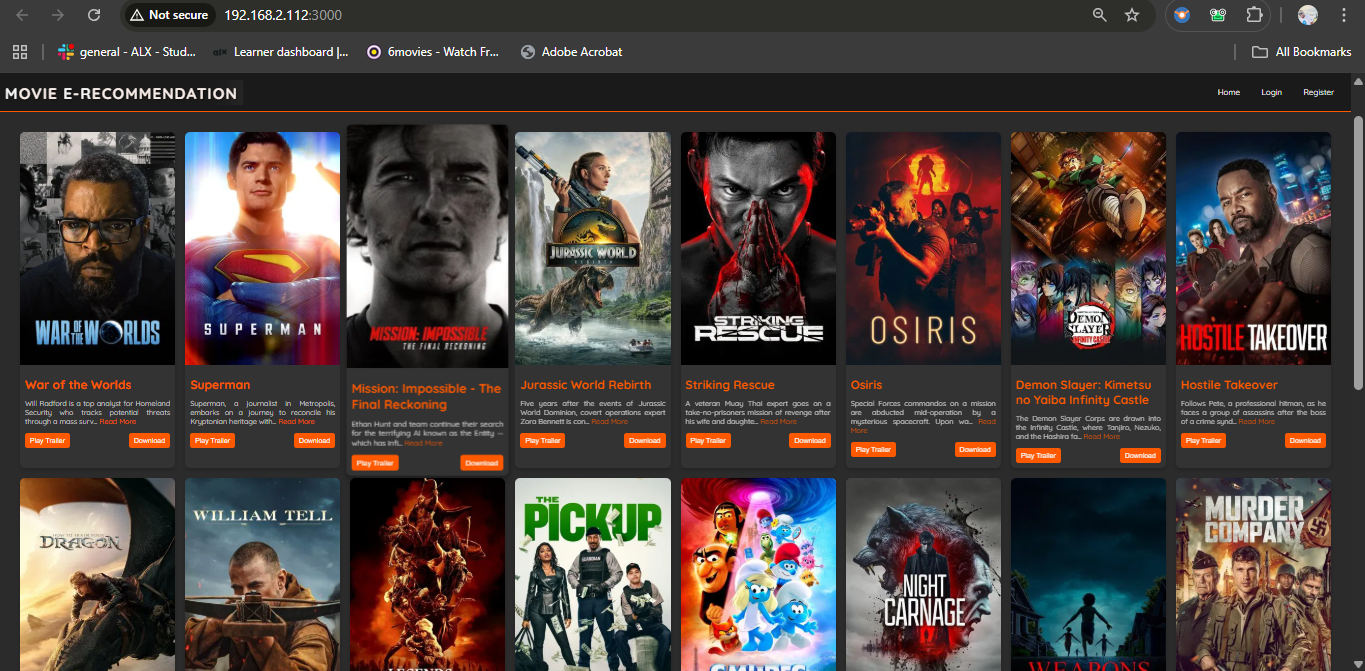 Not secure
192.168.2.112:3000
general - ALX - Stud...
alx
Learner dashboard |...
6movies - Watch Fr...
Adobe Acrobat
All Bookmarks
MOVIE E-RECOMMENDATION
Home
Login
Register
WAR OF THE WORLDS
SUPERMAN
MISSION: IMPOSSIBLE
THE FINAL RECKONING
JURASSIC WORLD
REBIRTH
STRIKING
RESCUE
OSIRIS
DEMON
SLAYER
INFINITY CASTLE
HOSTILE TAKEOVER
War of the Worlds
Will Radford is a top analyst for Homeland
Security who tracks potential threats
through a mass surv... Read More
Play Trailer
Download
Superman
Superman, a journalist in Metropolis,
embarks on a journey to reconcile his
Kryptonian heritage with... Read More
Play Trailer
Download
Mission: Impossible - The
Final Reckoning
Ethan Hunt and team continue their search
for the terrifying AI known as the Entity —
which has infi... Read More
Play Trailer
Download
Jurassic World Rebirth
Five years after the events of Jurassic
World Dominion, covert operations expert
Zora Bennett is con... Read More
Play Trailer
Download
Striking Rescue
A veteran Muay Thai expert goes on a
take-no-prisoners mission of revenge after
his wife and daughte... Read More
Play Trailer
Download
Osiris
Special Forces commandos on a mission
are abducted mid-operation by a
mysterious spacecraft. Upon wa... Read
More
Play Trailer
Download
Demon Slayer: Kimetsu
no Yaiba Infinity Castle
The Demon Slayer Corps are drawn into
the Infinity Castle, where Tanjiro, Nezuko,
and the Hashira fa... Read More
Play Trailer
Download
Hostile Takeover
Follows Pete, a professional hitman, as he
faces a group of assassins after the boss
of a crime synd... Read More
Play Trailer
Download
HOW TO TRAIN YOUR
DRAGON
WILLIAM TELL
LEGENDS
THE
PICKUP
GUARDIAN
SMURFS
NIGHT
CARNAGE
WEAPONS
MURDER
COMPANY